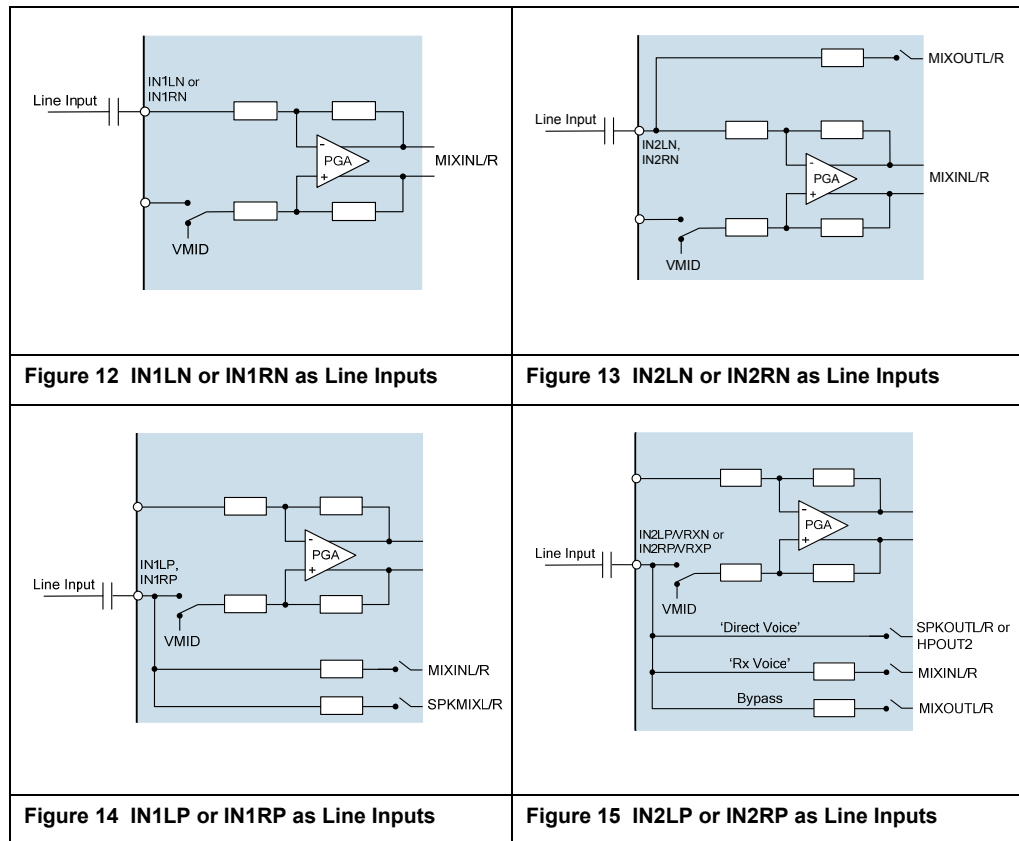 IN1LN or
IN1RN
Line Input
-
PGA
+
MIXINL/R
VMID
Figure 12 IN1LN or IN1RN as Line Inputs
MIXOUTL/R
Line Input
IN2LN,
IN2RN
-
PGA
+
MIXINL/R
VMID
Figure 13 IN2LN or IN2RN as Line Inputs
-
PGA
+
IN1LP,
IN1RP
Line Input
VMID
MIXINL/R
SPKMIXL/R
Figure 14 IN1LP or IN1RP as Line Inputs
-
PGA
+
IN2LP/VRXN or
IN2RP/VRXP
Line Input
VMID
'Direct Voice'
SPKOUTL/R or
HPOUT2
'Rx Voice'
MIXINL/R
Bypass
MIXOUTL/R
Figure 15 IN2LP or IN2RP as Line Inputs